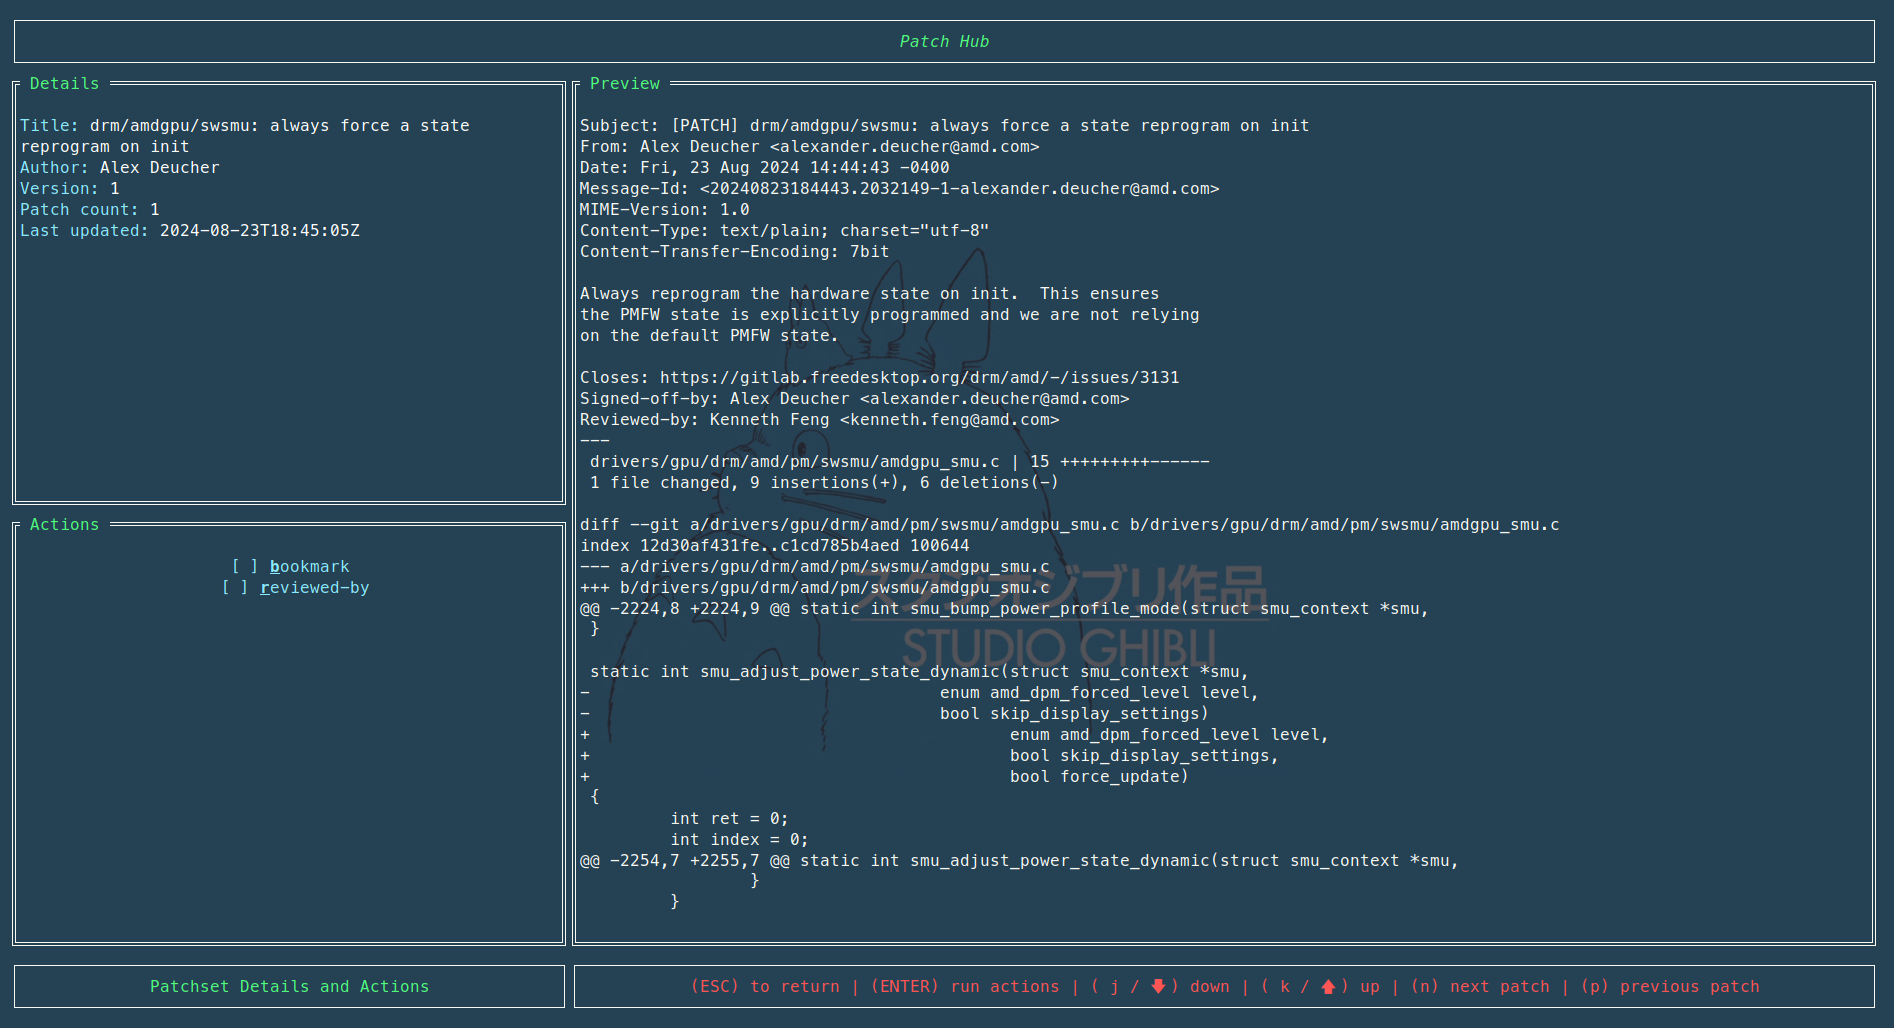 Patch Hub
Details
Title: drm/amdgpu/swsmu: always force a state
reprogram on init
Author: Alex Deucher
Version: 1
Patch count: 1
Last updated: 2024-08-23T18:45:05Z
Actions
[ ] bookmark
[ ] reviewed-by
Preview
Subject: [PATCH] drm/amdgpu/swsmu: always force a state reprogram on init
From: Alex Deucher <alexander.deucher@amd.com>
Date: Fri, 23 Aug 2024 14:44:43 -0400
Message-Id: <20240823184443.2032149-1-alexander.deucher@amd.com>
MIME-Version: 1.0
Content-Type: text/plain; charset="utf-8"
Content-Transfer-Encoding: 7bit
Always reprogram the hardware state on init.  This ensures
the PMFW state is explicitly programmed and we are not relying
on the default PMFW state.
Closes: https://gitlab.freedesktop.org/drm/amd/-/issues/3131
Signed-off-by: Alex Deucher <alexander.deucher@amd.com>
Reviewed-by: Kenneth Feng <kenneth.feng@amd.com>
---
 drivers/gpu/drm/amd/pm/swsmu/amdgpu_smu.c | 15 +++++++++------
 1 file changed, 9 insertions(+), 6 deletions(-)
diff --git a/drivers/gpu/drm/amd/pm/swsmu/amdgpu_smu.c b/drivers/gpu/drm/amd/pm/swsmu/amdgpu_smu.c
index 12d30af431fe..c1cd785b4aed 100644
--- a/drivers/gpu/drm/amd/pm/swsmu/amdgpu_smu.c
+++ b/drivers/gpu/drm/amd/pm/swsmu/amdgpu_smu.c
@@ -2224,8 +2224,9 @@ static int smu_bump_power_profile_mode(struct smu_context *smu,
 }
 static int smu_adjust_power_state_dynamic(struct smu_context *smu,
-                                   enum amd_dpm_forced_level level,
-                                   bool skip_display_settings)
+                                          enum amd_dpm_forced_level level,
+                                          bool skip_display_settings,
+                                          bool force_update)
 {
         int ret = 0;
         int index = 0;
@@ -2254,7 +2255,7 @@ static int smu_adjust_power_state_dynamic(struct smu_context *smu,
                 }
         }
スタジオジブリ作品
STUDIO GHIBLI
Patchset Details and Actions
(ESC) to return | (ENTER) run actions | ( j / 🡇 ) down | ( k / 🡅 ) up | (n) next patch | (p) previous patch